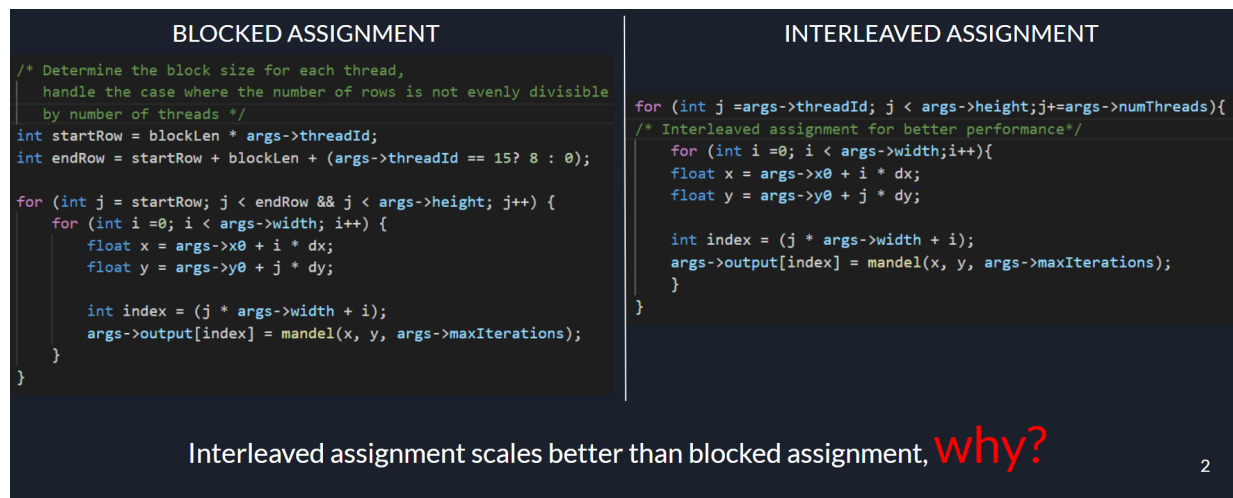 BLOCKED ASSIGNMENT
/* Determine the block size for each thread,
handle the case where the number of rows is not evenly divisible
by number of threads */
int startRow = blockLen * args->threadId;
int endRow = startRow + blockLen + (args->threadId == 15? 8 : 0);
for (int j = startRow; j < endRow && j < args->height; j++) {
for (int i =0; i < args->width; i++) {
float x = args->x0 + i * dx;
float y = args->y0 + j * dy;
int index = (j * args->width + i);
args->output[index] = mandel(x, y, args->maxIterations);
}
}
INTERLEAVED ASSIGNMENT
for (int j =args->threadId; j < args->height;j+=args->numThreads){
/* Interleaved assignment for better performance*/
for (int i =0; i < args->width;i++){
float x = args->x0 + i * dx;
float y = args->y0 + j * dy;
int index = (j * args->width + i);
args->output[index] = mandel(x, y, args->maxIterations);
}
}
Interleaved assignment scales better than blocked assignment, why?
2